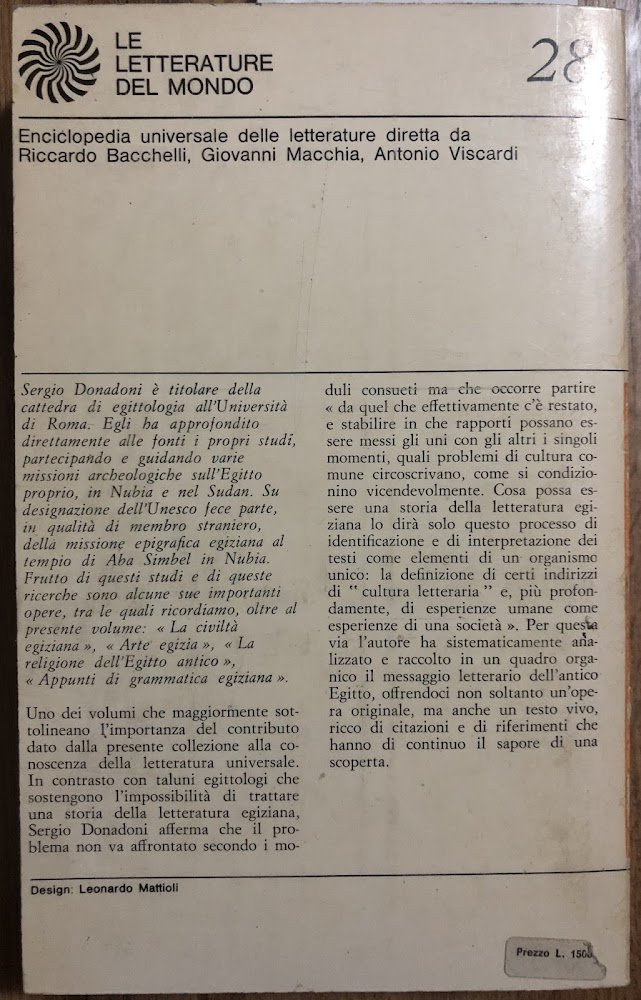 LE
LETTERATURE
DEL MONDO
28
Enciclopedia universale delle letterature diretta da
Riccardo Bacchelli, Giovanni Macchia, Antonio Viscardi
Sergio Donadoni è titolare della
cattedra di egittologia all'Università
di Roma. Egli ha approfondito
direttamente alle fonti i propri studi,
partecipando e guidando varie
missioni archeologiche sull'Egitto
proprio, in Nubia e nel Sudan. Su
designazione dell'Unesco fece parte,
in qualità di membro straniero,
della missione epigrafica egiziana al
tempio di Aba Simbel in Nubia.
Frutto di questi studi e di queste
ricerche sono alcune sue importanti
opere, tra le quali ricordiamo, oltre al
presente volume: « La civiltà
egiziana », « Arte egizia », « La
religione dell'Egitto antico »,
« Appunti di grammatica egiziana ».
Uno dei volumi che maggiormente sot-
tolineano l'importanza del contributo
dato dalla presente collezione alla co-
noscenza della letteratura universale.
In contrasto con taluni egittologi che
sostengono l'impossibilità di trattare
una storia della letteratura egiziana,
Sergio Donadoni afferma che il pro-
blema non va affrontato secondo i mo-
duli consueti ma che occorre partire
« da quel che effettivamente c'è restato,
e stabilire in che rapporti possano es-
sere messi gli uni con gli altri i singoli
momenti, quali problemi di cultura co-
mune circoscrivano, come si condizio-
nino vicendevolmente. Cosa possa es-
sere una storia della letteratura egi-
ziana lo dirà solo questo processo di
identificazione e di interpretazione dei
testi come elementi di un organismo
unico: la definizione di certi indirizzi
di “ cultura letteraria ” e, più profon-
damente, di esperienze umane come
esperienze di una società ». Per questa
via l'autore ha sistematicamente ana-
lizzato e raccolto in un quadro orga-
nico il messaggio letterario dell'antico
Egitto, offrendoci non soltanto un'ope-
ra originale, ma anche un testo vivo,
ricco di citazioni e di riferimenti che
hanno di continuo il sapore di una
scoperta.
Design: Leonardo Mattioli
Prezzo L.